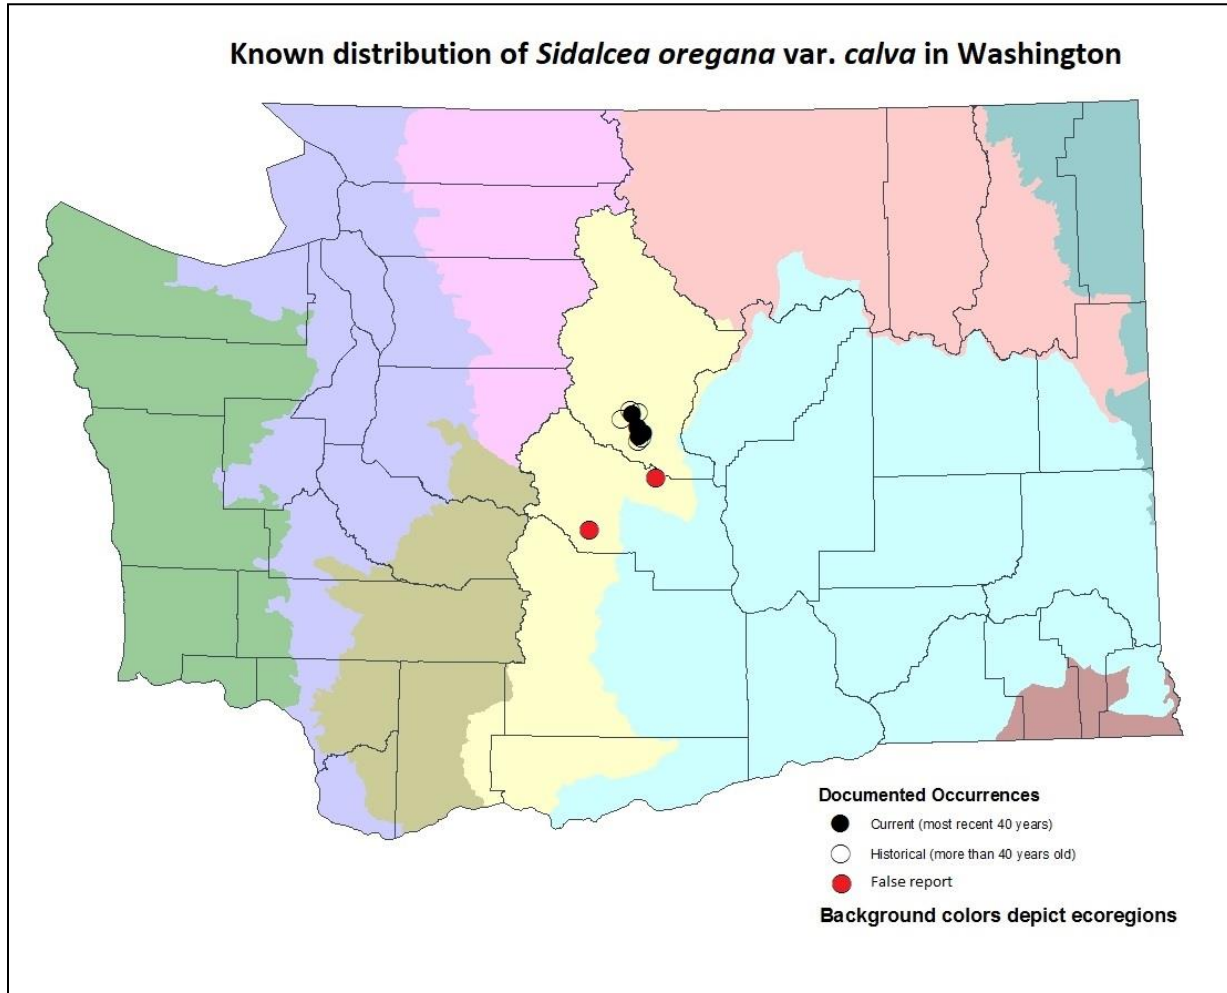 Known distribution of Sidalcea oregana var. calva in Washington
Documented Occurrences
Current (most recent 40 years)
Historical (more than 40 years old)
False report
Background colors depict ecoregions